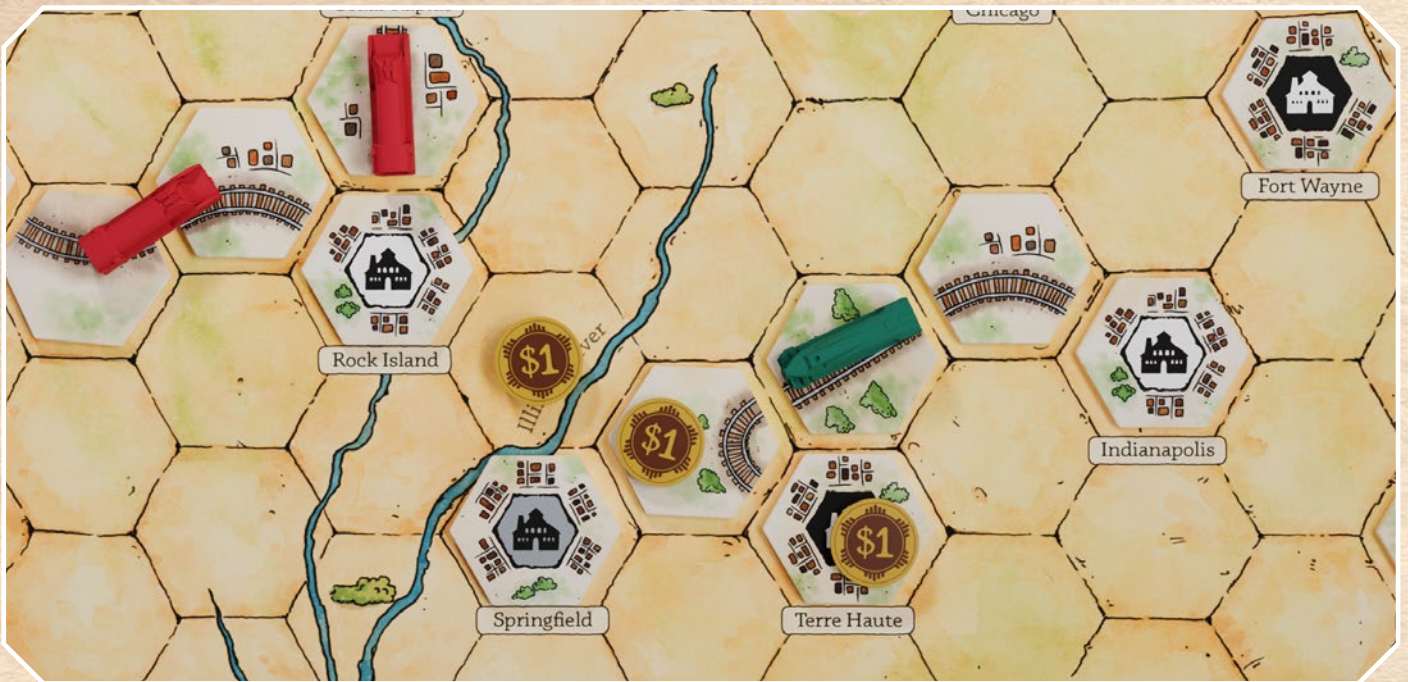 Chicago
Fort Wayne
Rock Island
$1
$1
Indianapolis
$1
Springfield
Terre Haute